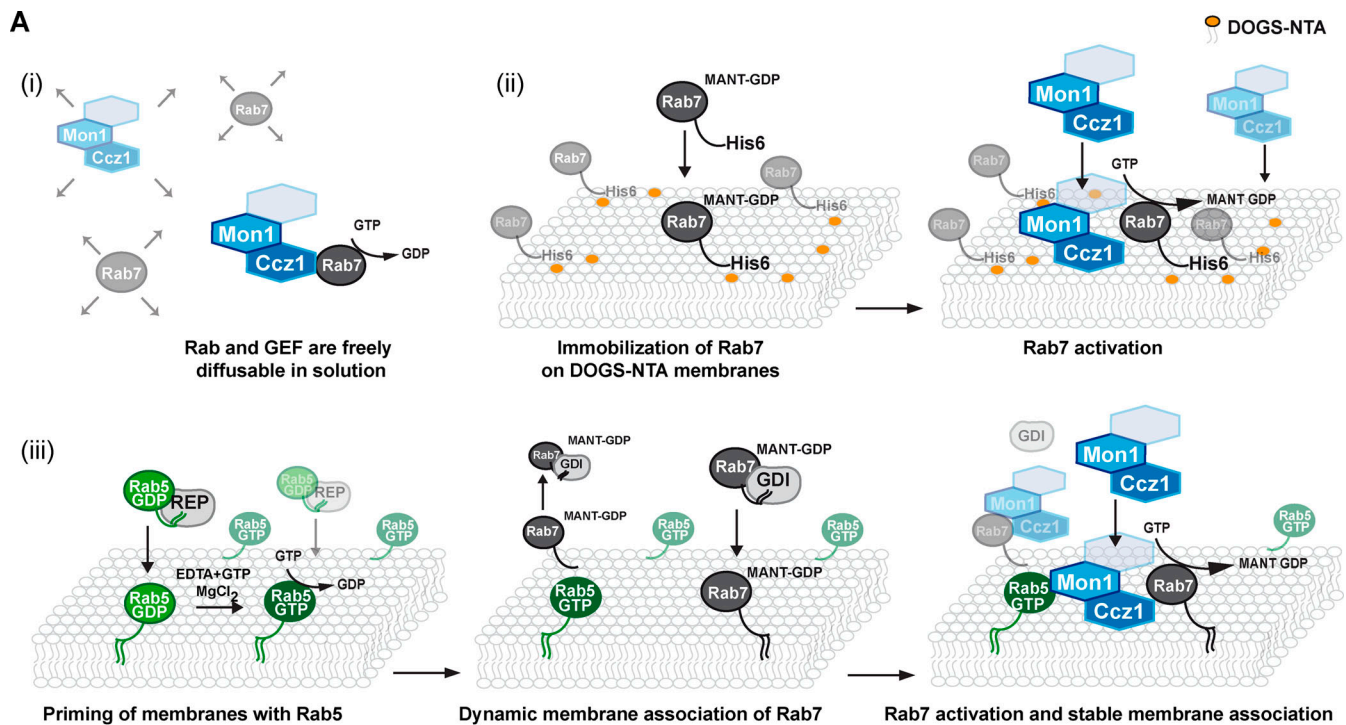 A
DOGS-NTA
(i)
Mon1
Ccz1
Rab7
Rab7
Mon1
Ccz1
Rab7
GTP
GDP
Rab and GEF are freely
diffusable in solution
(ii)
MANT-GDP
Rab7
His6
Rab7
His6
Rab7
His6
MANT-GDP
Rab7
His6
Rab7
His6
Immobilization of Rab7
on DOGS-NTA membranes
Mon1
Ccz1
Mon1
Ccz1
Rab7
His6
GTP
MANT GDP
Mon1
Ccz1
Rab7
His6
Rab7
His6
Rab7
His6
Rab7 activation
(iii)
Rab5
GDP
REP
Rab5
GDP
REP
Rab5
GTP
Rab5
GTP
EDTA+GTP
MgCl2
GTP
GDP
Rab5
GDP
Rab5
GTP
Priming of membranes with Rab5
MANT-GDP
Rab7
GDI
MANT-GDP
Rab7
GDI
MANT-GDP
Rab7
Rab5
GTP
Rab5
GTP
Rab5
GTP
MANT-GDP
Rab7
Dynamic membrane association of Rab7
GDI
Mon1
Ccz1
Mon1
Ccz1
Rab7
GTP
MANT GDP
Rab5
GTP
Rab5
GTP
Mon1
Ccz1
Rab7
Rab7 activation and stable membrane association